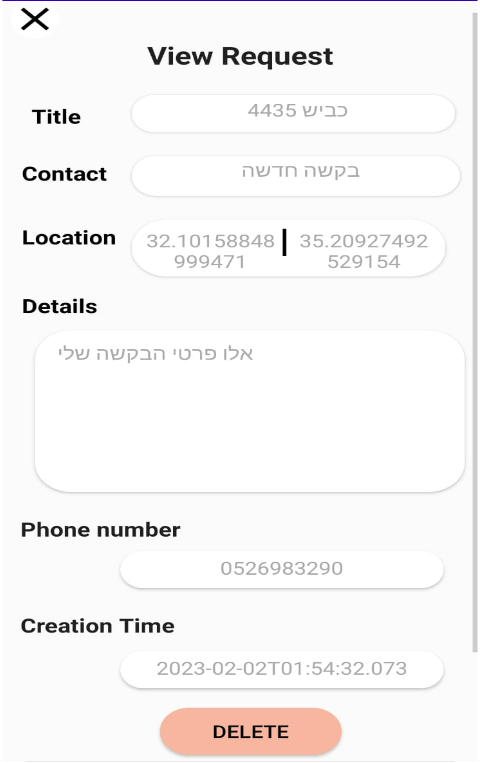 View Request
Title
כביש 4435
Contact
בקשה חדשה
Location
32.10158848
999471
35.20927492
529154
Details
אלו פרטי הבקשה שלי
Phone number
0526983290
Creation Time
2023-02-02T01:54:32.073
DELETE